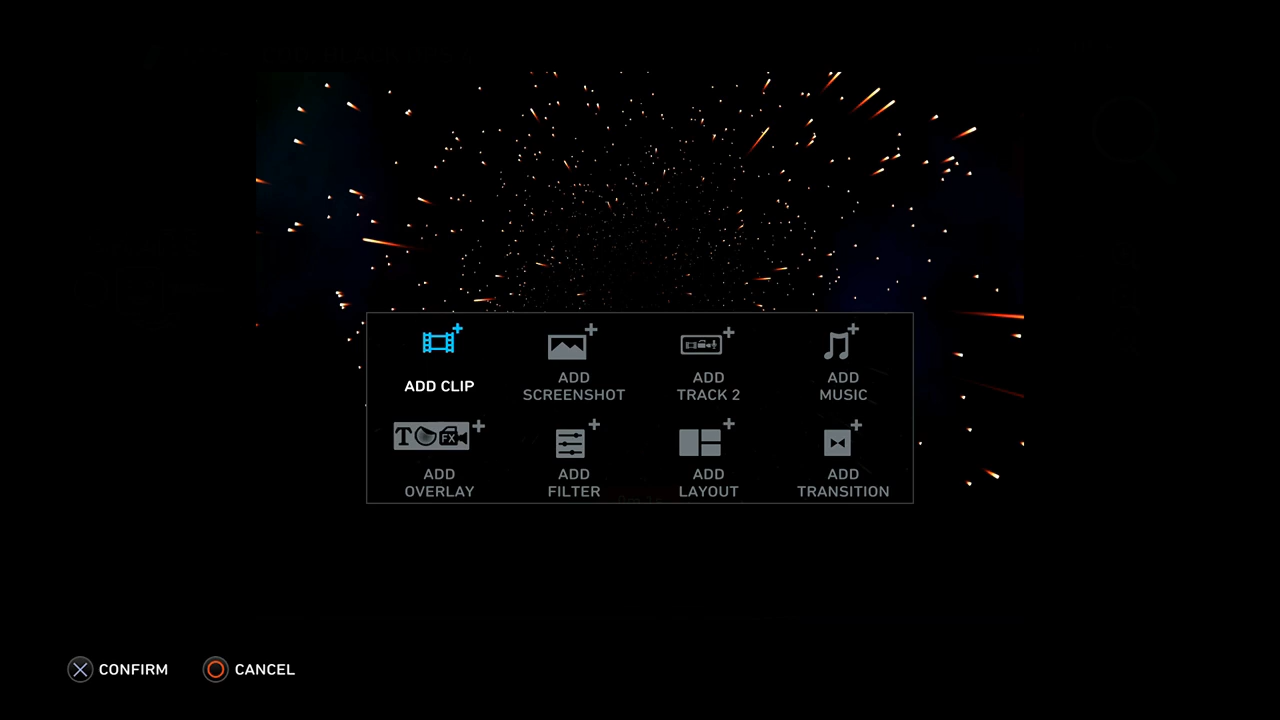 ADD CLIP
ADD
SCREENSHOT
ADD
TRACK 2
ADD
MUSIC
T FX
ADD
OVERLAY
ADD
FILTER
ADD
LAYOUT
ADD
TRANSITION
CONFIRM
CANCEL